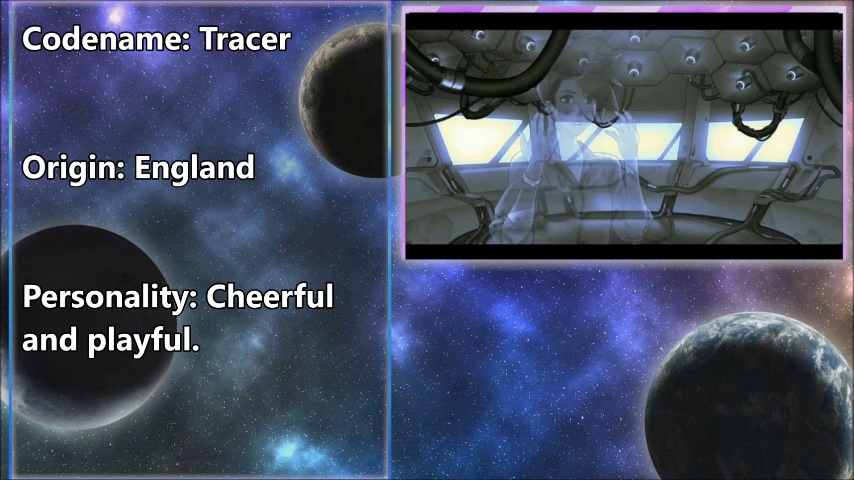 Codename: Tracer
Origin: England
Personality: Cheerful
and playful.